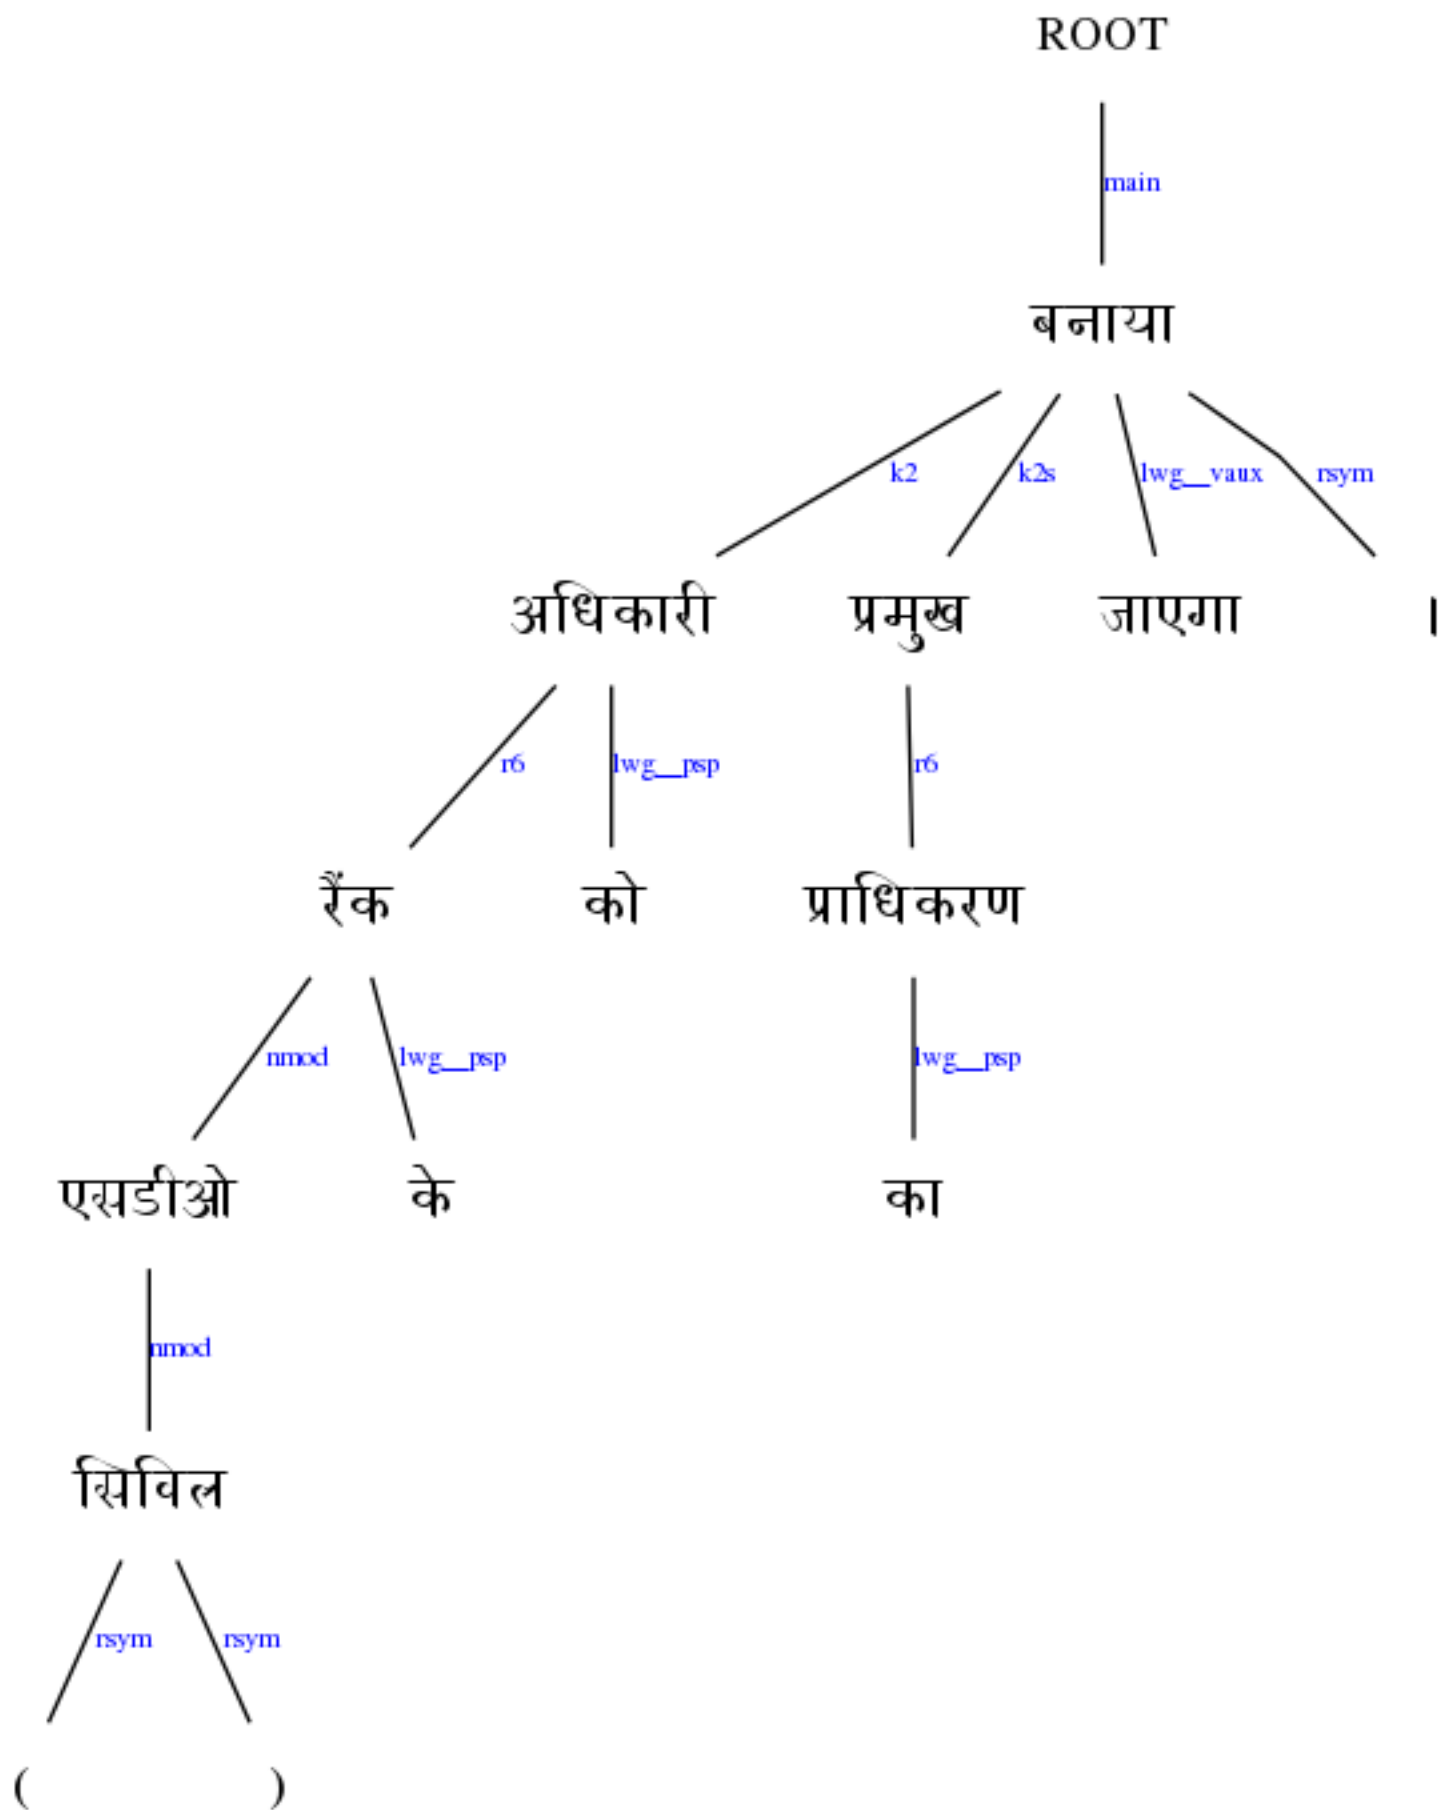 ROOT
main
बनाया
k2 k2s lwg__vaux rsym
अधिकारी प्रमुख जाएगा ।
r6 lwg__psp r6
रैंक को प्राधिकरण
nmod lwg__psp lwg__psp
एसडीओ के का
nmod
सिविल
rsym rsym
( )